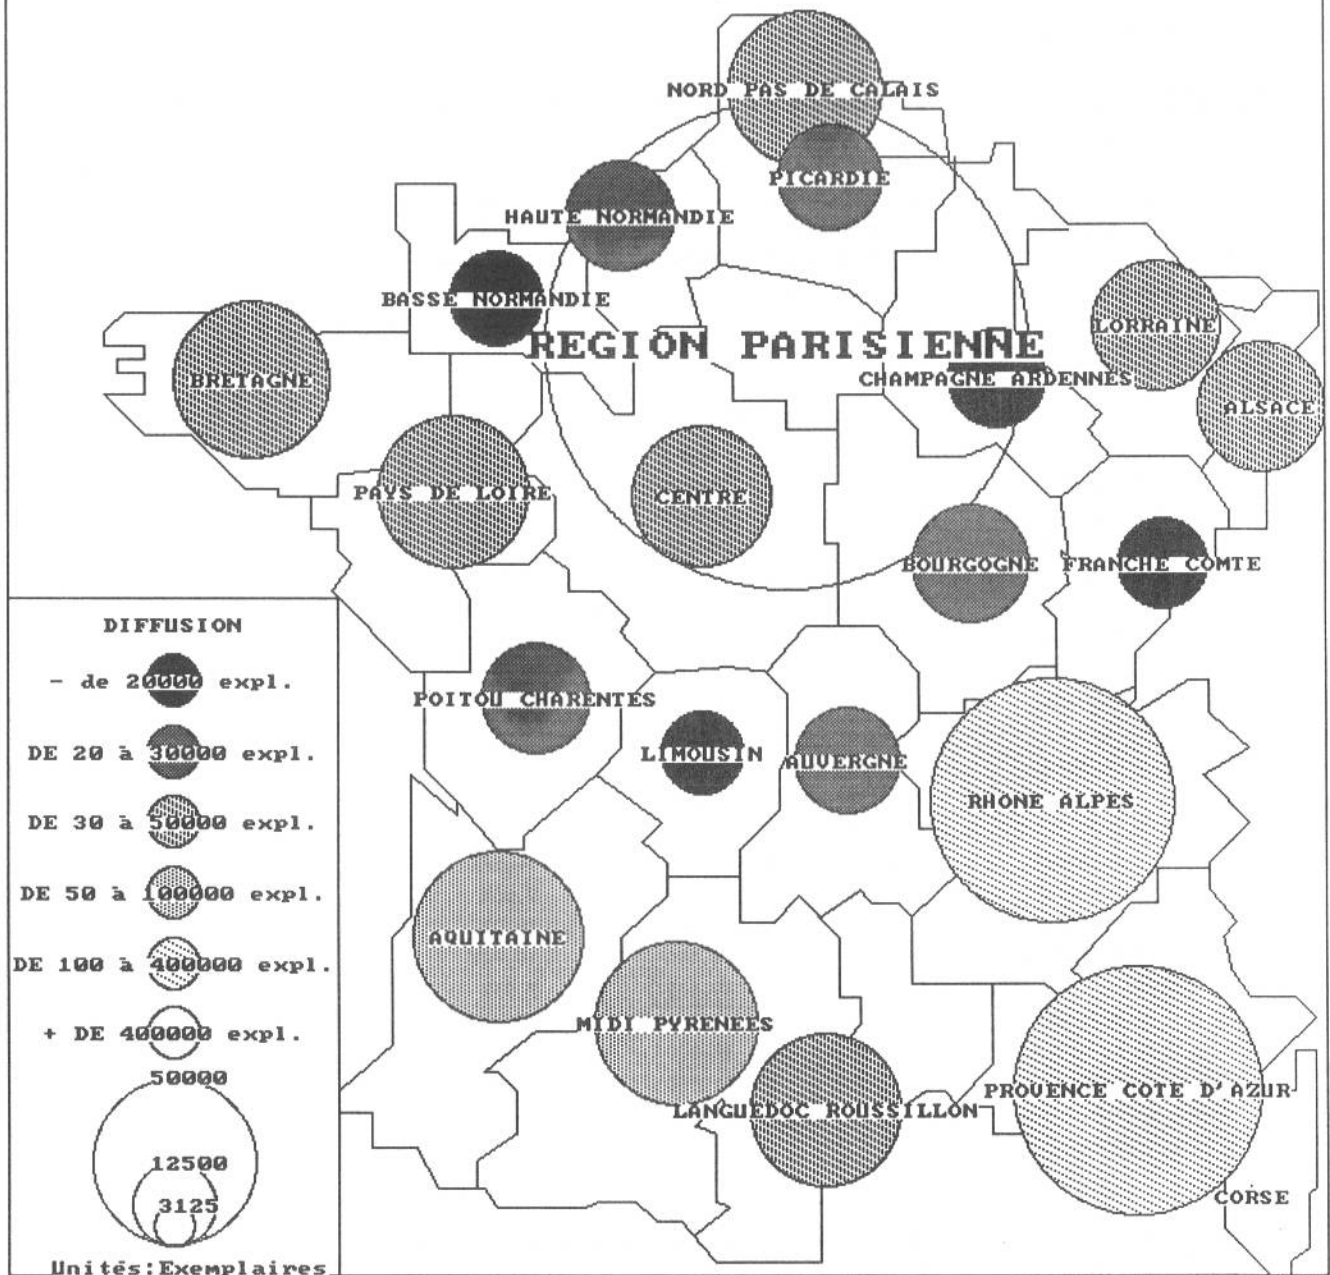 NORD PAS DE CALAIS
PICARDIE
HAUTE NORMANDIE
BASSE NORMANDIE
REGION PARISIENNE
LORRAINE
BRETAGNE
CHAMPAGNE ARDENNES
ALSACE
PAYS DE LOIRE
CENTRE
BOURGOGNE
FRANCHE COMTE
POITOU CHARENTES
LIMOUSIN
AUVERGNE
RHONE ALPES
AQUITAINE
MIDI PYRENEES
LANGUEDOC ROUSSILLON
PROVENCE COTE D'AZUR
CORSE
DIFFUSION
- de 20000 expl.
DE 20 à 30000 expl.
DE 30 à 50000 expl.
DE 50 à 100000 expl.
DE 100 à 400000 expl.
+ DE 400000 expl.
50000
12500
3125
Unités:Exemplaires